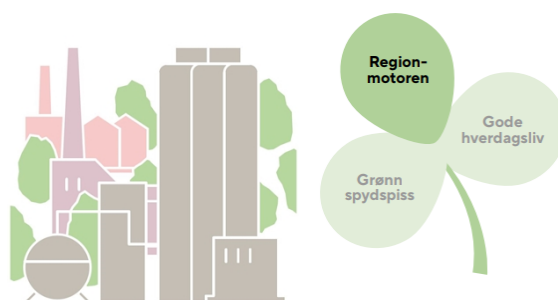 Region-
motoren
Gode
hverdagsliv
Grønn
spydspiss